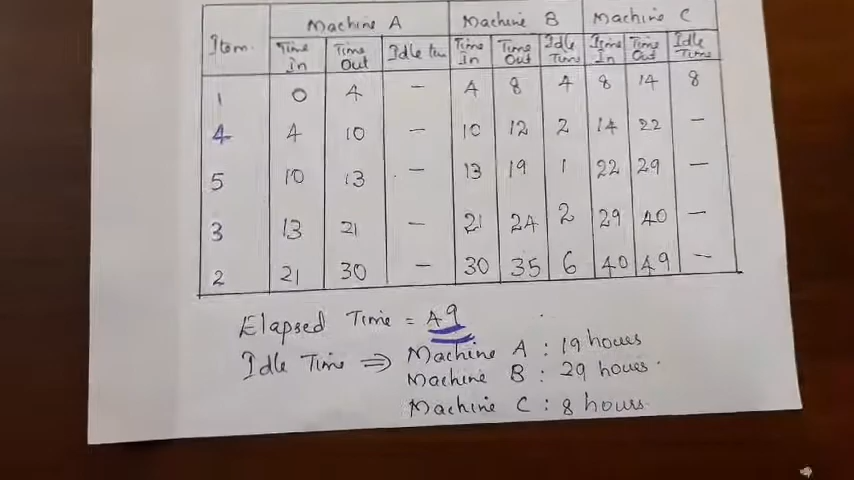 Machine A Machine B Machine C
Item. Time In Time Out Idle Time In Time Out Idle Time Time In Time Out Idle Time
1 0 4 – 4 8 4 8 14 8
4 4 10 – 10 12 2 14 22 –
5 10 13 – 13 19 1 22 29 –
3 13 21 – 21 24 2 29 40 –
2 21 30 – 30 35 6 40 49 –
Elapsed Time = 49
Idle Time ⇒ Machine A : 19 hours
Machine B : 29 hours.
Machine C : 8 hours.